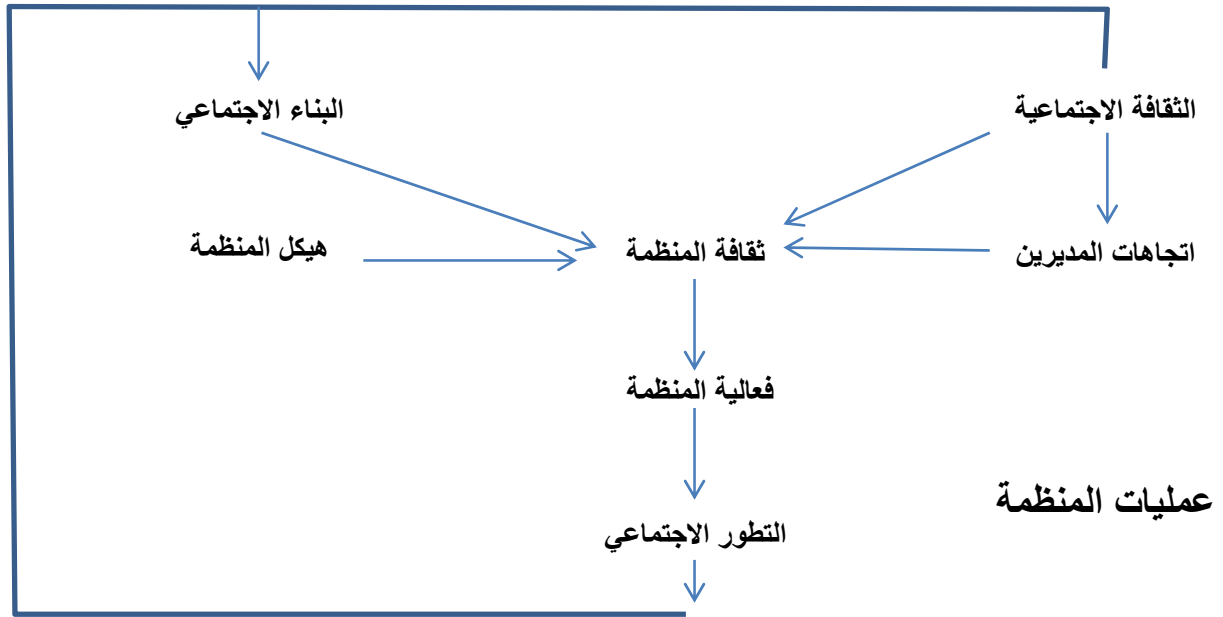 الثقافة الاجتماعية
البناء الاجتماعي
اتجاهات المديرين
ثقافة المنظمة
هيكل المنظمة
فعالية المنظمة
عمليات المنظمة
التطور الاجتماعي